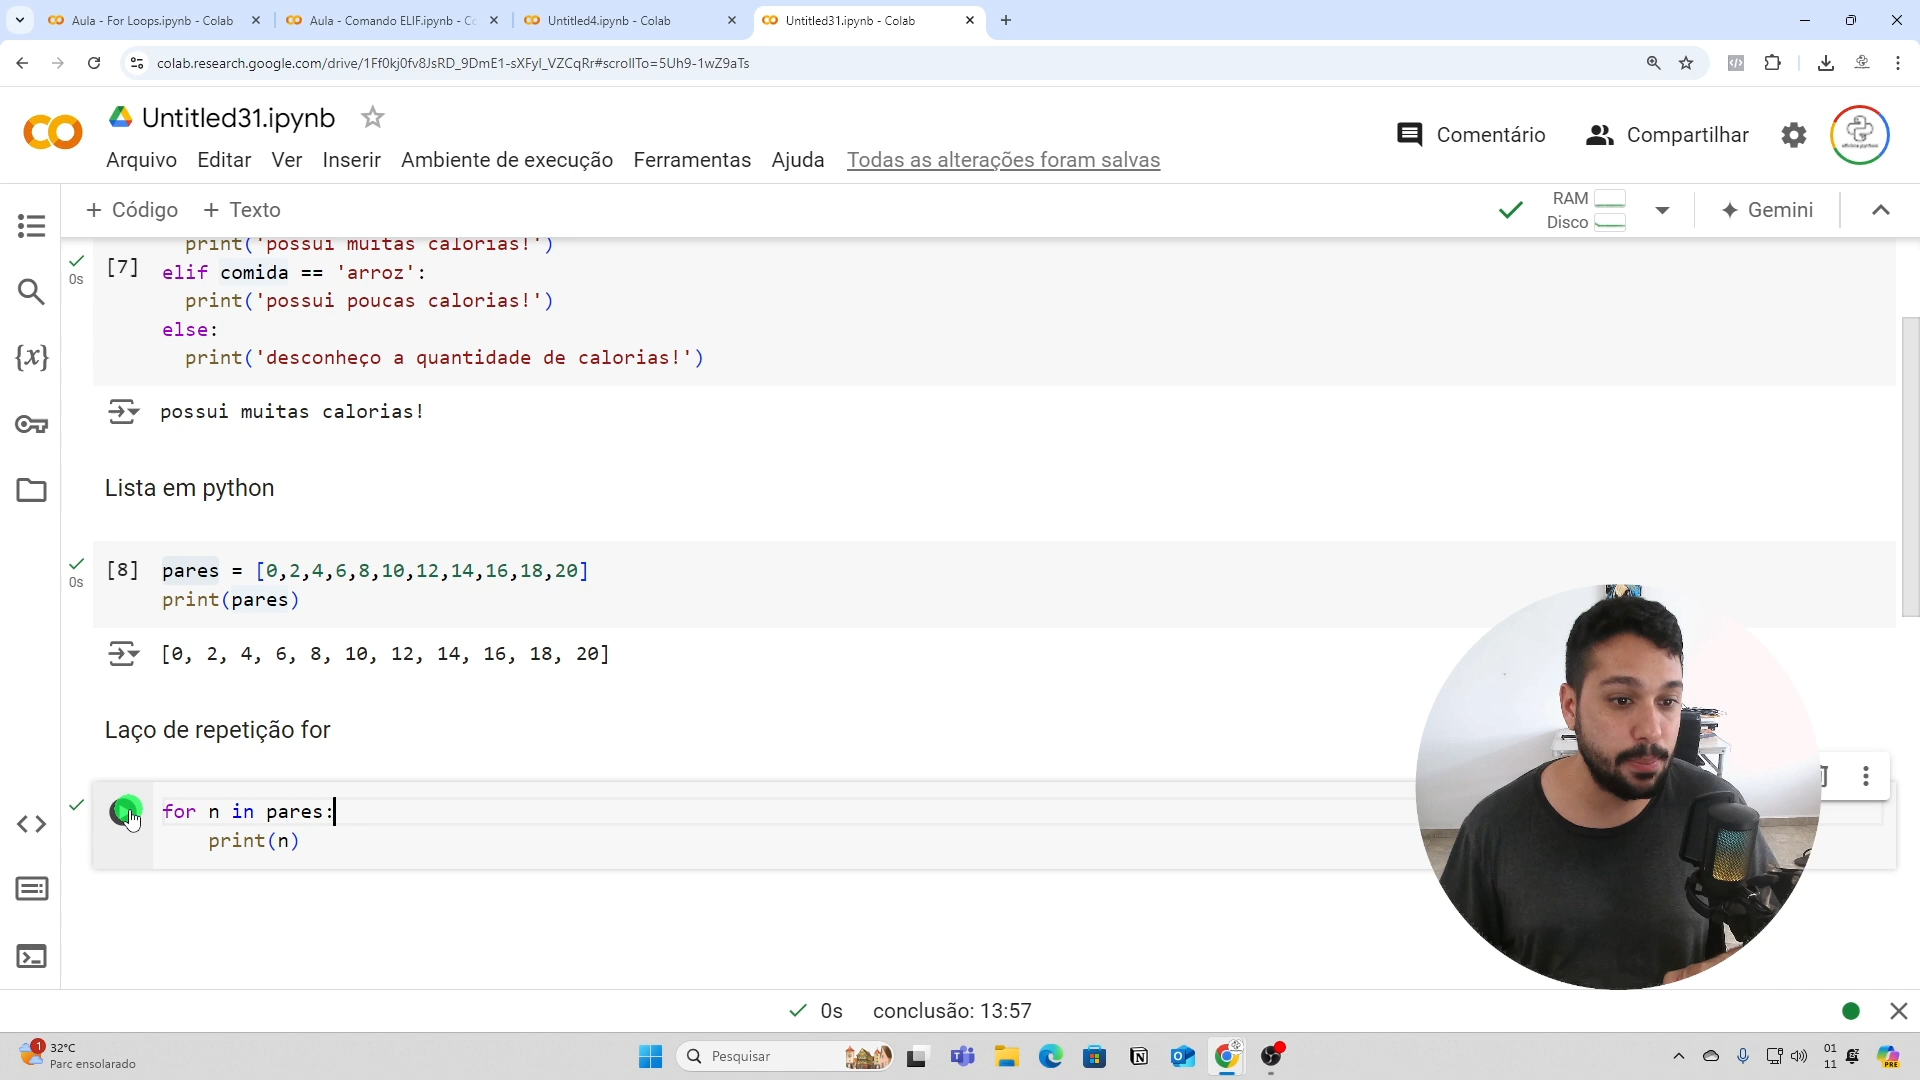 Aula - For Loops.ipynb - Colab
Aula - Comando ELIF.ipynb - Cc
Untitled4.ipynb - Colab
Untitled31.ipynb - Colab
colab.research.google.com/drive/1Ff0kj0fv8JsRD_9DmE1-sXFyI_VZCqRr#scrollTo=5Uh9-1wZ9aTs
CO
Untitled31.ipynb
Comentário
Compartilhar
Arquivo Editar Ver Inserir Ambiente de execução Ferramentas Ajuda Todas as alterações foram salvas
+ Código + Texto
RAM
Disco
Gemini
print('possui muitas calorias!')
0s
[7] elif comida == 'arroz':
print('possui poucas calorias!')
else:
print('desconheço a quantidade de calorias!')
possui muitas calorias!
Lista em python
0s
[8] pares = [0,2,4,6,8,10,12,14,16,18,20]
print(pares)
[0, 2, 4, 6, 8, 10, 12, 14, 16, 18, 20]
Laço de repetição for
for n in pares:
print(n)
{x}
0s conclusão: 13:57
1
32°C
Parc ensolarado
Pesquisar
01
11
PRE